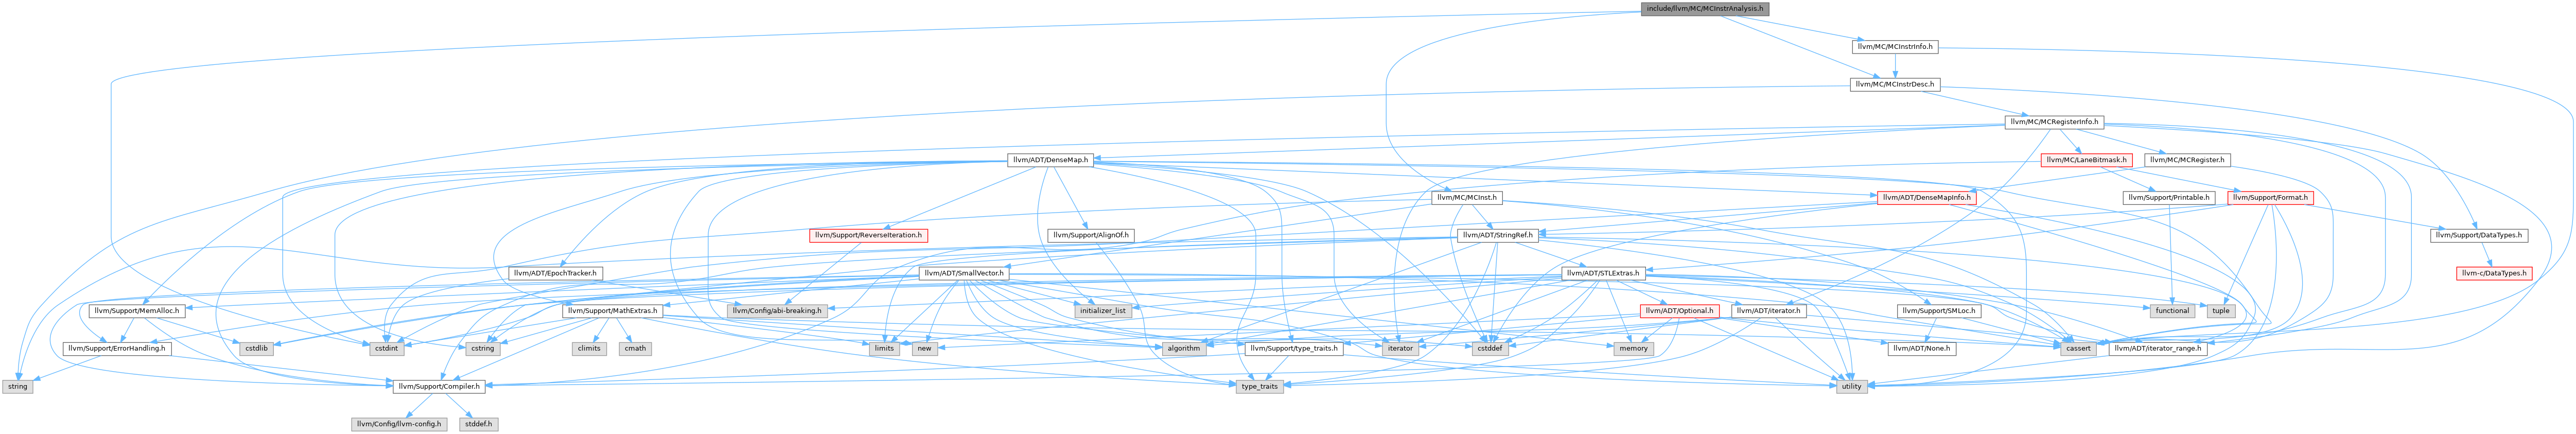 include/llvm/MC/MCInstrAnalysis.h
llvm/MC/MCInstrInfo.h
llvm/MC/MCInstrDesc.h
llvm/MC/MCRegisterInfo.h
llvm/ADT/DenseMap.h
llvm/MC/LaneBitmask.h
llvm/MC/MCRegister.h
llvm/MC/MCInst.h
llvm/ADT/DenseMapInfo.h
llvm/Support/Printable.h
llvm/Support/Format.h
llvm/Support/ReverseIteration.h
llvm/Support/AlignOf.h
llvm/ADT/StringRef.h
llvm/Support/DataTypes.h
llvm/ADT/EpochTracker.h
llvm/ADT/SmallVector.h
llvm/ADT/STLExtras.h
llvm-c/DataTypes.h
llvm/Support/MemAlloc.h
llvm/Support/MathExtras.h
llvm/Config/abi-breaking.h
initializer_list
llvm/ADT/Optional.h
llvm/ADT/iterator.h
llvm/Support/SMLoc.h
functional
tuple
llvm/Support/ErrorHandling.h
cstdlib
cstdint
cstring
climits
cmath
limits
new
algorithm
llvm/Support/type_traits.h
iterator
cstddef
memory
llvm/ADT/None.h
cassert
llvm/ADT/iterator_range.h
string
llvm/Support/Compiler.h
type_traits
utility
llvm/Config/llvm-config.h
stddef.h